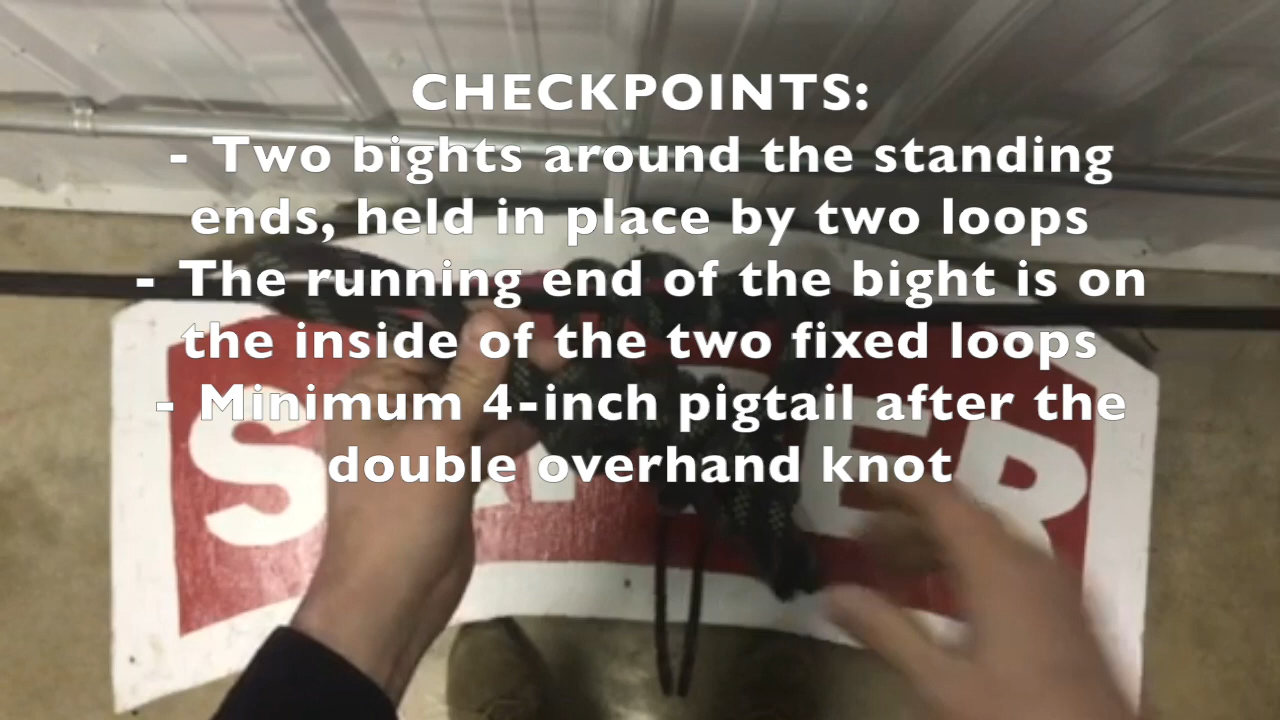 CHECKPOINTS:
- Two bights around the standing
ends, held in place by two loops
- The running end of the bight is on
the inside of the two fixed loops
- Minimum 4-inch pigtail after the
double overhand knot